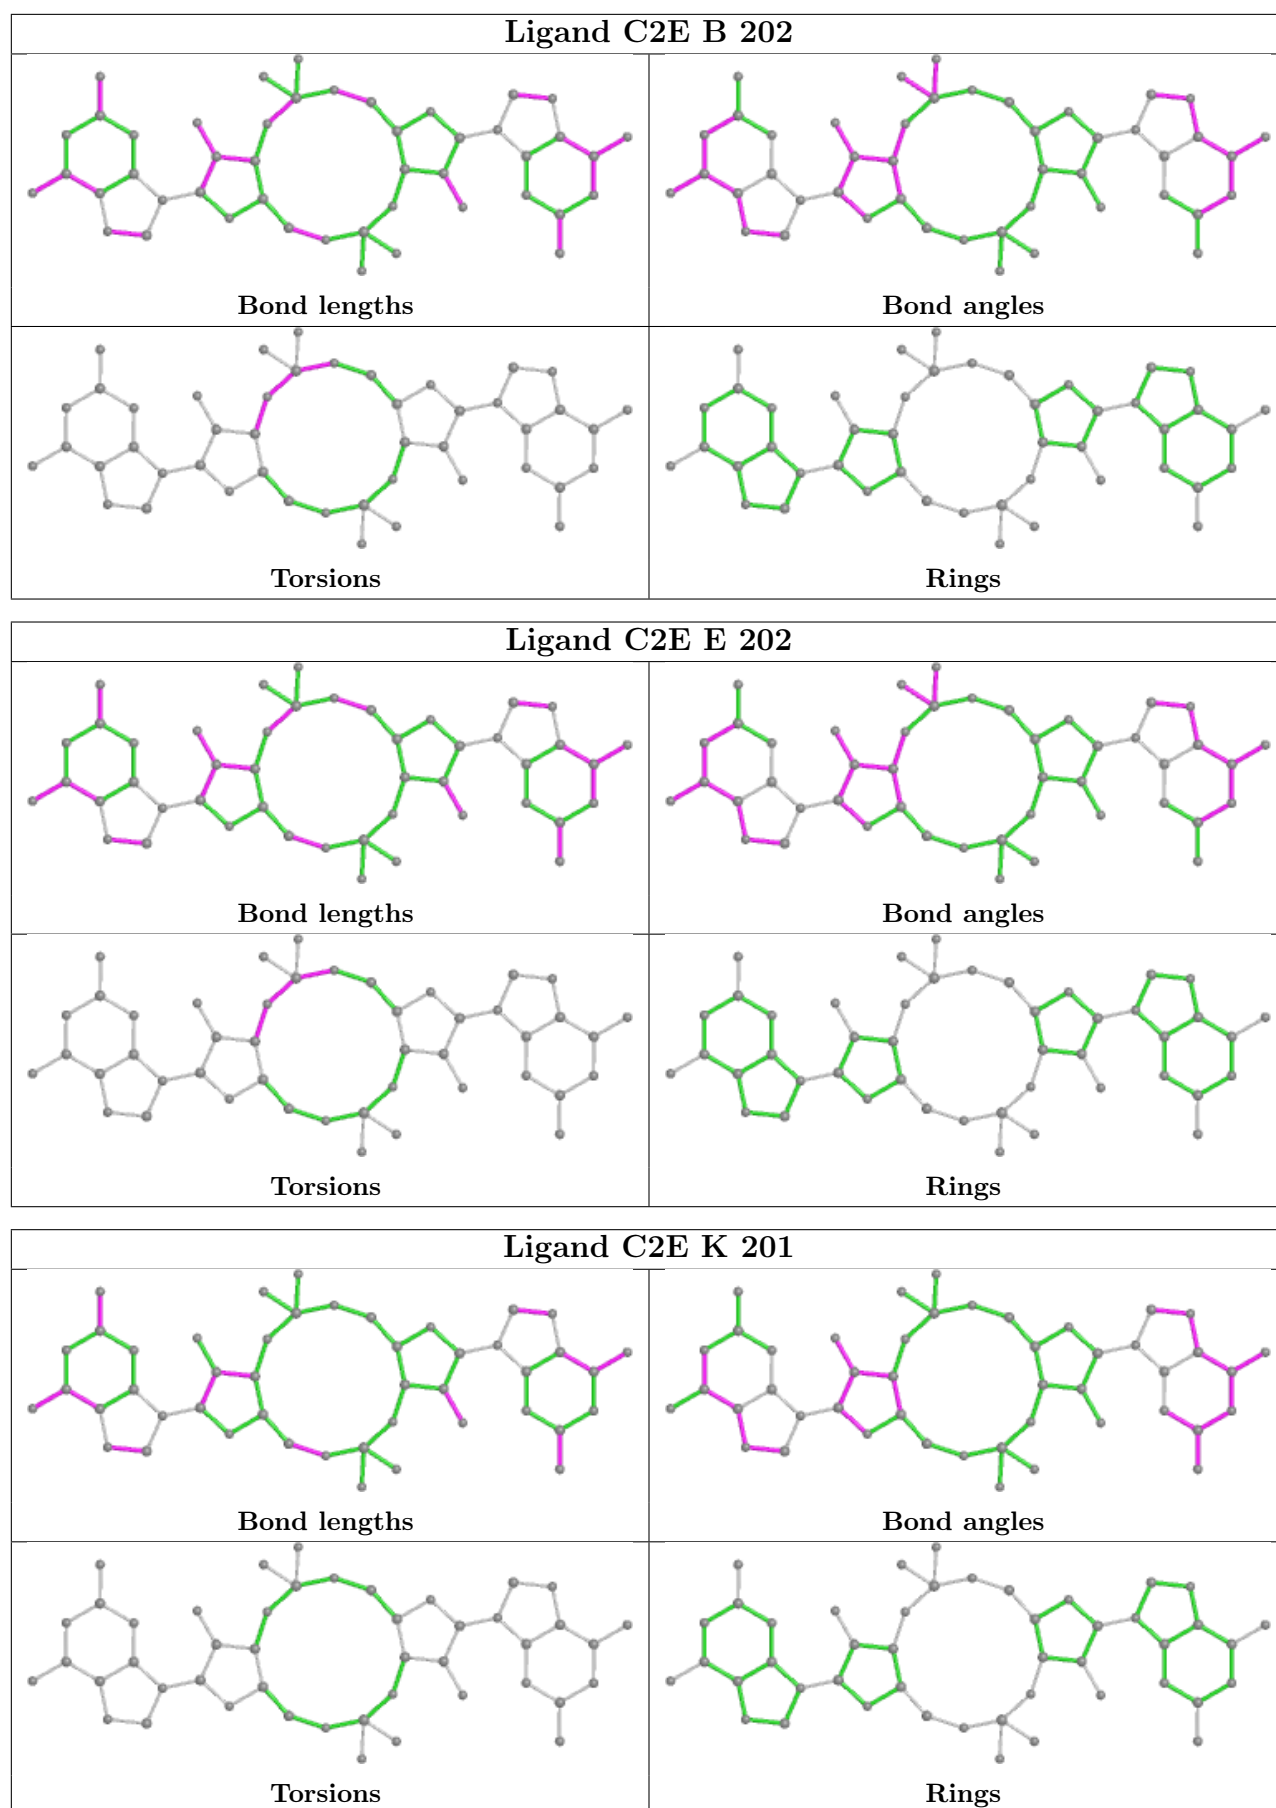 Ligand C2E B 202
Bond lengths
Bond angles
Torsions
Rings
Ligand C2E E 202
Bond lengths
Bond angles
Torsions
Rings
Ligand C2E K 201
Bond lengths
Bond angles
Torsions
Rings